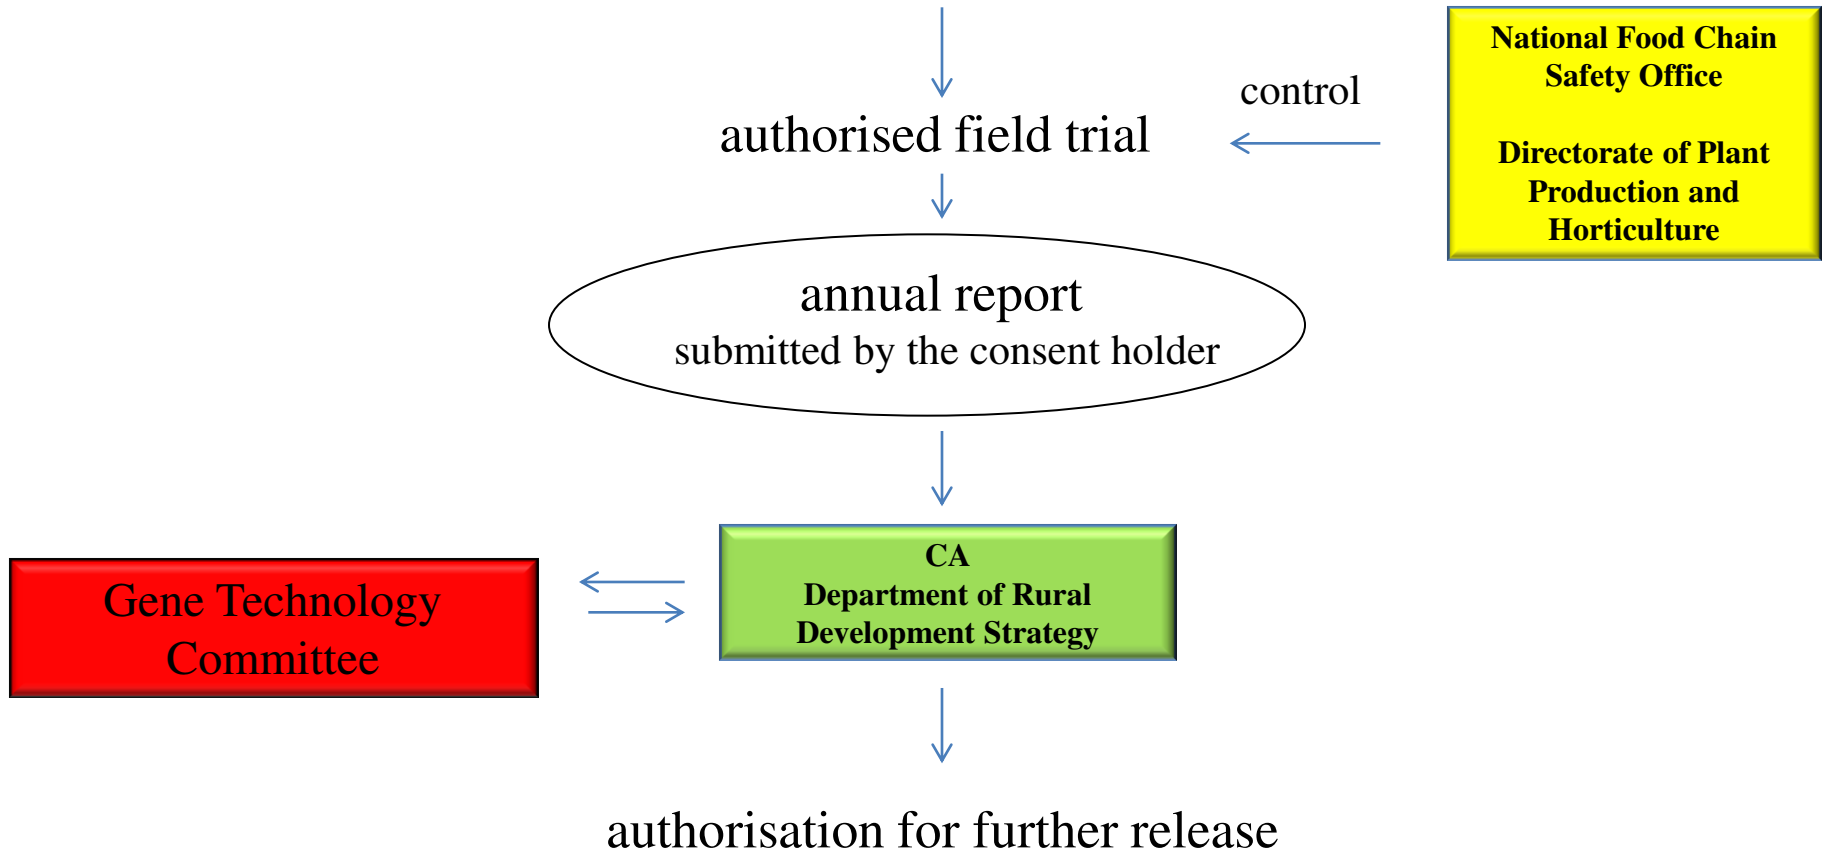 National Food Chain
Safety Office
Directorate of Plant
Production and
Horticulture
control
authorised field trial
annual report
submitted by the consent holder
CA
Department of Rural
Development Strategy
Gene Technology
Committee
authorisation for further release